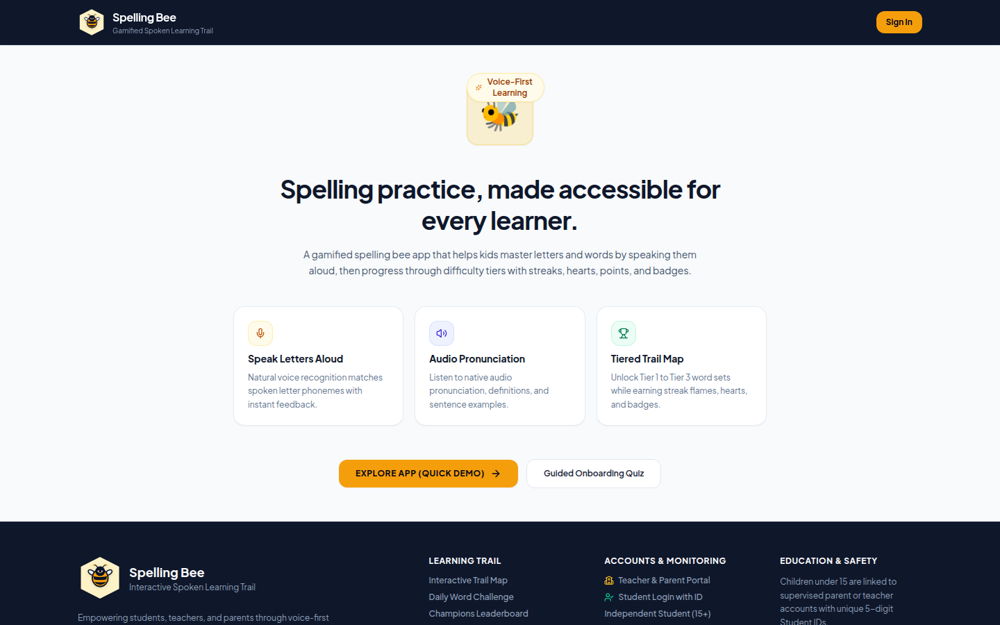 Spelling Bee
Gamified Spoken Learning Trail
Sign In
Voice-First
Learning
Spelling practice, made accessible for
every learner.
A gamified spelling bee app that helps kids master letters and words by speaking them
aloud, then progress through difficulty tiers with streaks, hearts, points, and badges.
Speak Letters Aloud
Natural voice recognition matches
spoken letter phonemes with
instant feedback.
Audio Pronunciation
Listen to native audio
pronunciation, definitions, and
sentence examples.
Tiered Trail Map
Unlock Tier 1 to Tier 3 word sets
while earning streak flames, hearts,
and badges.
EXPLORE APP (QUICK DEMO)
Guided Onboarding Quiz
Spelling Bee
Interactive Spoken Learning Trail
Empowering students, teachers, and parents through voice-first
LEARNING TRAIL
Interactive Trail Map
Daily Word Challenge
Champions Leaderboard
ACCOUNTS & MONITORING
Teacher & Parent Portal
Student Login with ID
Independent Student (15+)
EDUCATION & SAFETY
Children under 15 are linked to
supervised parent or teacher
accounts with unique 5-digit
Student IDs.